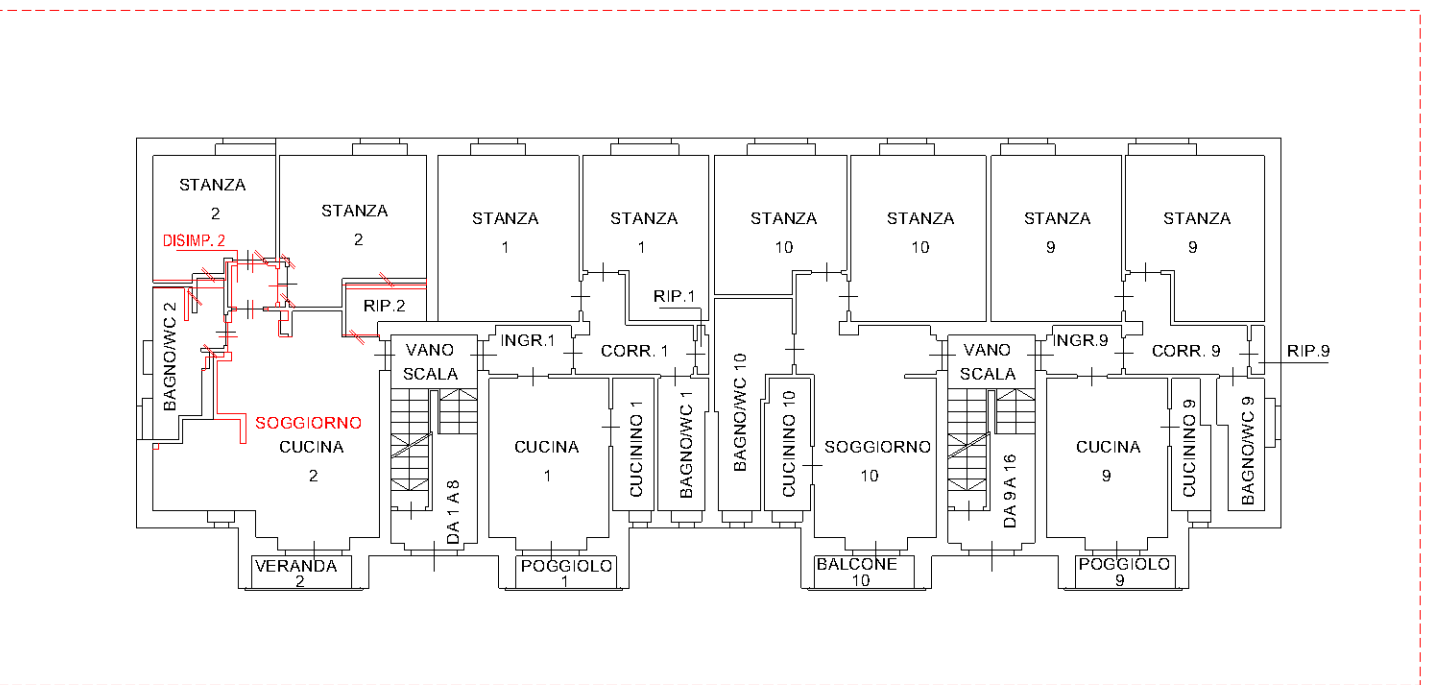 STANZA
2
STANZA
2
STANZA
1
STANZA
1
STANZA
10
STANZA
10
STANZA
9
STANZA
9
DISIMP. 2
RIP.2
BAGNO/WC 2
SOGGIORNO
CUCINA
2
VERANDA
2
VANO
SCALA
DA 1 A 8
INGR.1
CORR. 1
RIP.1
CUCINA
1
CUCININO 1
BAGNO/WC 1
POGGIOLO
1
BAGNO/WC 10
CUCININO 10
SOGGIORNO
10
BALCONE
10
VANO
SCALA
DA 9 A 16
INGR.9
CORR. 9
RIP.9
CUCINA
9
CUCININO 9
BAGNO/WC 9
POGGIOLO
9